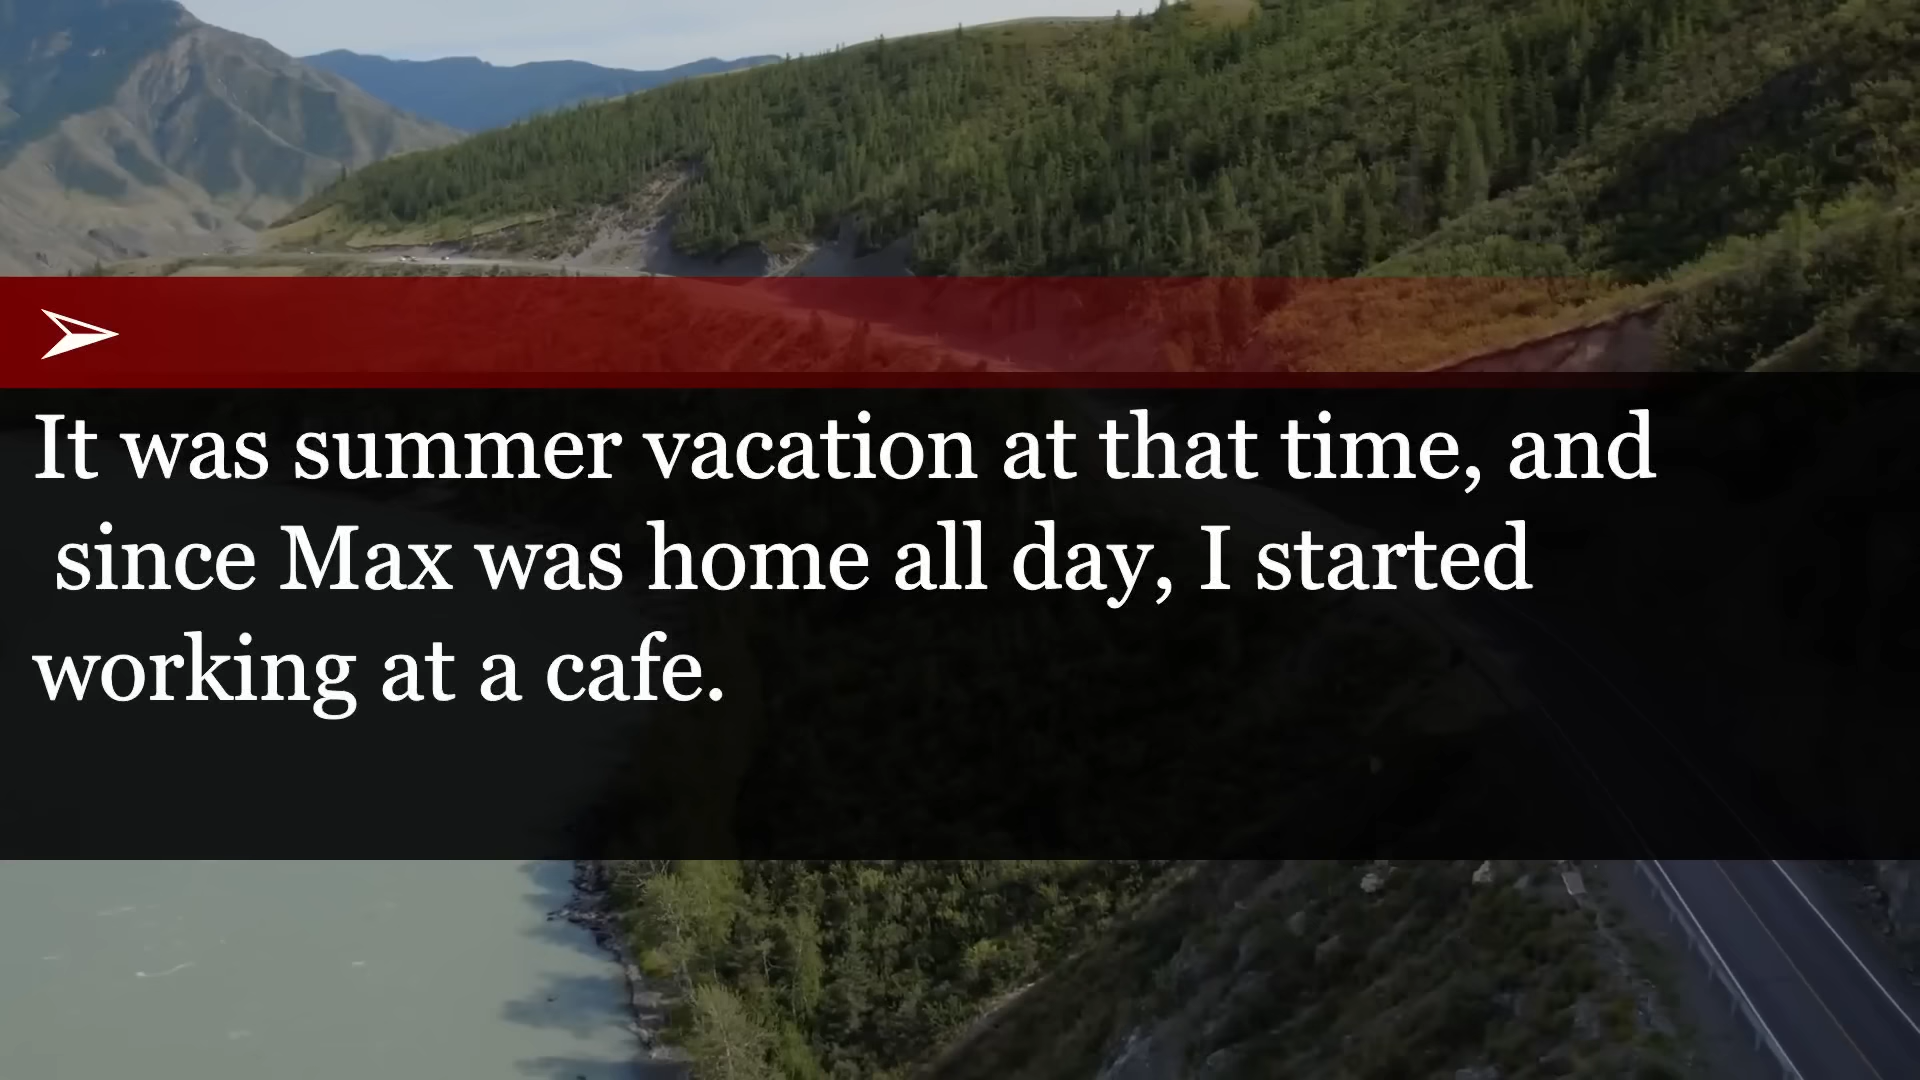 It was summer vacation at that time, and
since Max was home all day, I started
working at a cafe.